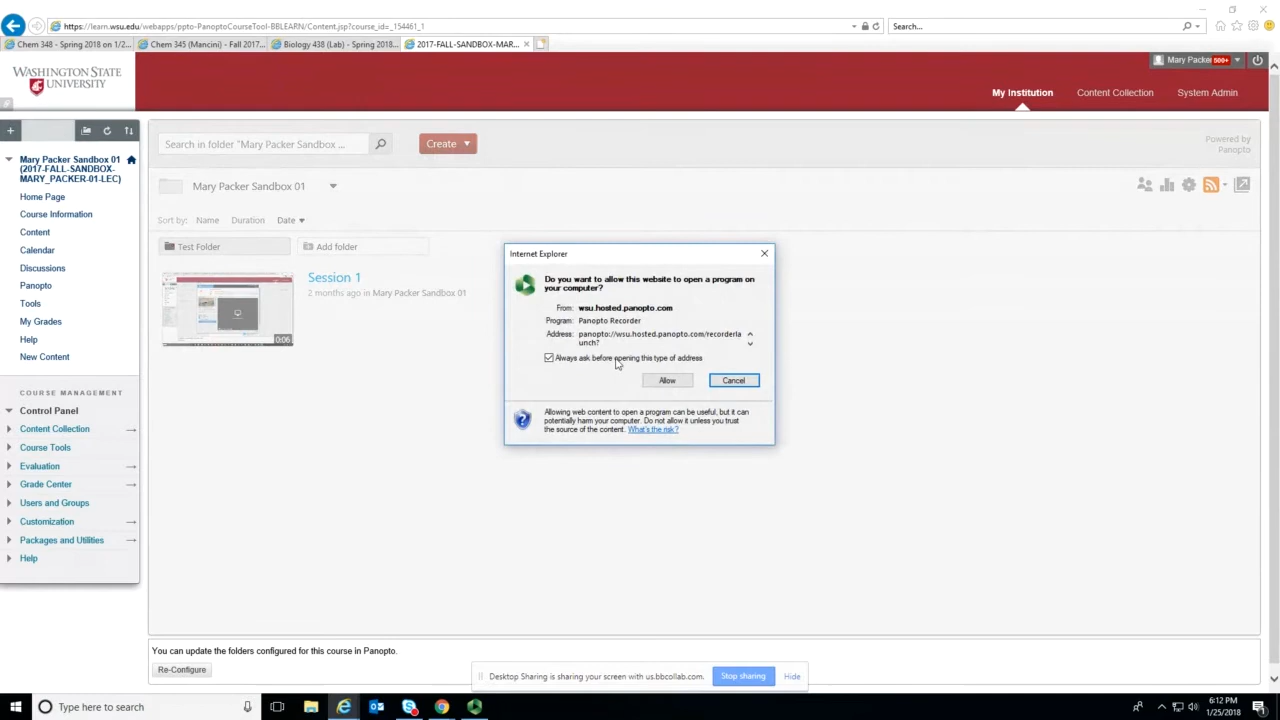 https://learn.wsu.edu/webapps/ppto-PanoptoCourseTool-BBLEARN/Content.jsp?course_id=_154461_1
Search...
Chem 348 - Spring 2018 on 1/2...
Chem 345 (Mancini) - Fall 2017...
Biology 438 (Lab) - Spring 2018...
2017-FALL-SANDBOX-MAR...
WASHINGTON STATE
UNIVERSITY
Mary Packer 500+
My Institution
Content Collection
System Admin
Mary Packer Sandbox 01
(2017-FALL-SANDBOX-
MARY_PACKER-01-LEC)
Home Page
Course Information
Content
Calendar
Discussions
Panopto
Tools
My Grades
Help
New Content
COURSE MANAGEMENT
Control Panel
Content Collection
Course Tools
Evaluation
Grade Center
Users and Groups
Customization
Packages and Utilities
Help
Search in folder "Mary Packer Sandbox ...
Create
Powered by
Panopto
Mary Packer Sandbox 01
Sort by: Name Duration Date
Test Folder
Add folder
Session 1
2 months ago in Mary Packer Sandbox 01
0:06
Internet Explorer
Do you want to allow this website to open a program on
your computer?
From: wsu.hosted.panopto.com
Program: Panopto Recorder
Address: panopto://wsu.hosted.panopto.com/recorderla
unch?
Always ask before opening this type of address
Allow
Cancel
Allowing web content to open a program can be useful, but it can
potentially harm your computer. Do not allow it unless you trust
the source of the content. What's the risk?
You can update the folders configured for this course in Panopto.
Re-Configure
Desktop Sharing is sharing your screen with us.bbcollab.com.
Stop sharing
Hide
Type here to search
6:12 PM
1/25/2018